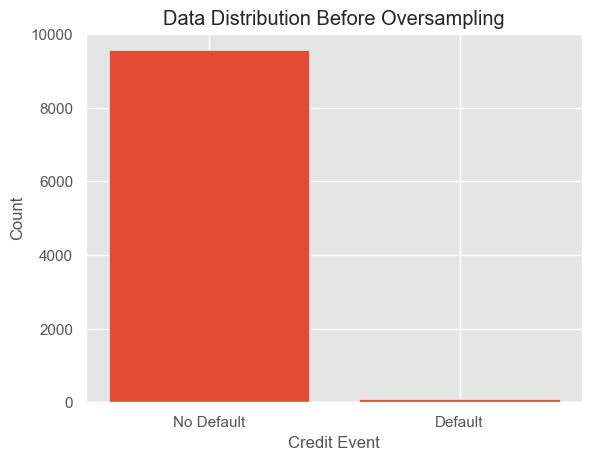 Data Distribution Before Oversampling
10000
8000
6000
4000
2000
0
Count
No Default Default
Credit Event